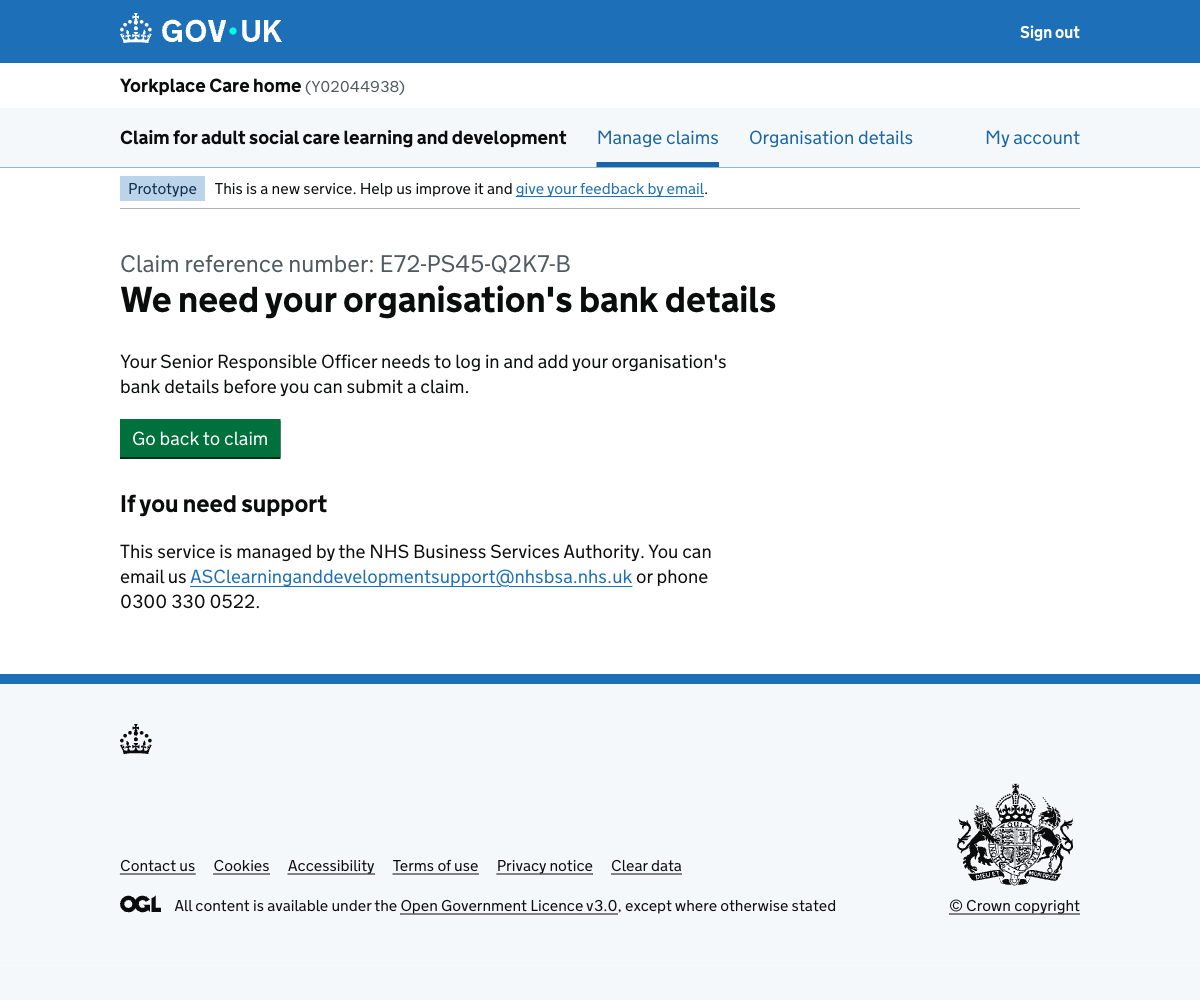 GOV·UK
Sign out
Yorkplace Care home (Y02044938)
Claim for adult social care learning and development
Manage claims
Organisation details
My account
Prototype
This is a new service. Help us improve it and give your feedback by email.
Claim reference number: E72-PS45-Q2K7-B
We need your organisation's bank details
Your Senior Responsible Officer needs to log in and add your organisation's
bank details before you can submit a claim.
Go back to claim
If you need support
This service is managed by the NHS Business Services Authority. You can
email us ASClearninganddevelopmentsupport@nhsbsa.nhs.uk or phone
0300 330 0522.
Contact us
Cookies
Accessibility
Terms of use
Privacy notice
Clear data
OGL
All content is available under the Open Government Licence v3.0, except where otherwise stated
© Crown copyright